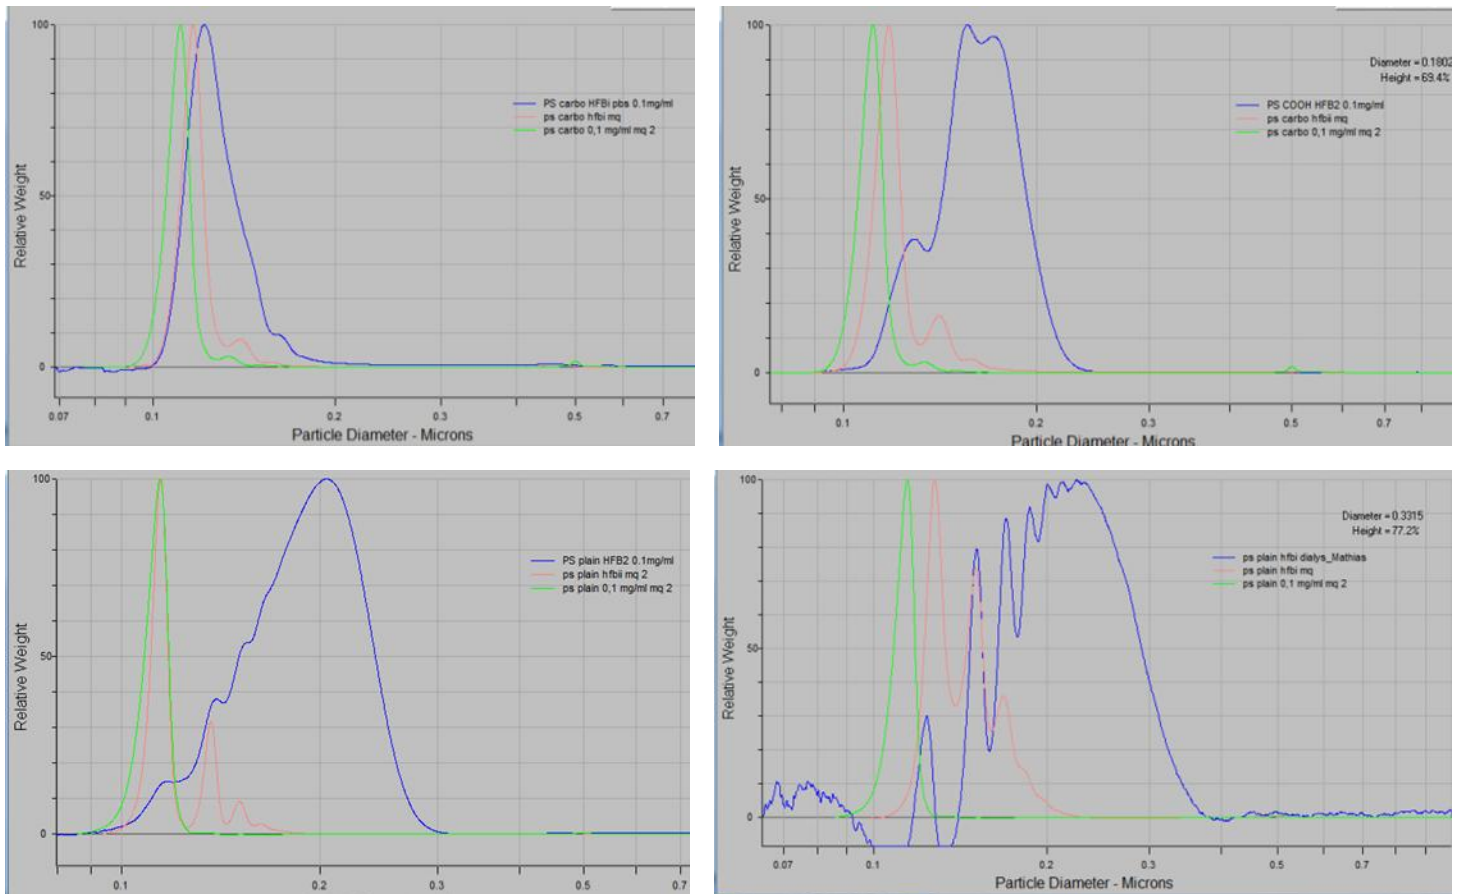 100
PS carbo HFBi pbs 0.1mg/ml
ps carbo hfbi mq
ps carbo 0,1 mg/ml mq 2
50
Relative Weight
0
0.07 0.1 0.2 0.3 0.5 0.7
Particle Diameter - Microns
100
Diameter = 0.1802
Height = 69.4%
PS COOH HFB2 0.1mg/ml
ps carbo hfbii mq
ps carbo 0,1 mg/ml mq 2
50
Relative Weight
0
0.1 0.2 0.3 0.5 0.7
Particle Diameter - Microns
100
PS plain HFB2 0.1mg/ml
ps plain hfbii mq 2
ps plain 0,1 mg/ml mq 2
50
Relative Weight
0
0.1 0.2 0.3 0.5 0.7
100
Diameter = 0.3315
Height = 77.2%
ps plain hfbi dialys_Mathias
ps plain hfbi mq
ps plain 0,1 mg/ml mq 2
50
Relative Weight
0
0.07 0.1 0.2 0.3 0.5 0.7
Particle Diameter - Microns